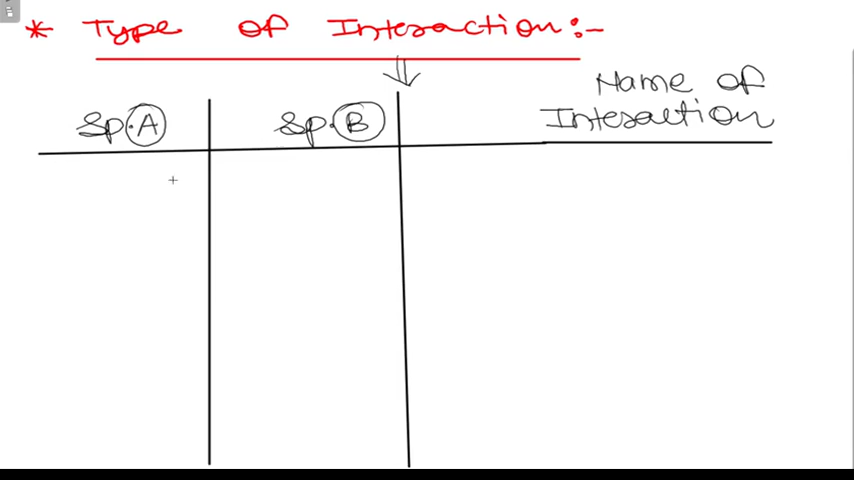 * Type of Interaction:-
Sp.A
Sp.B
Name of
Interaction